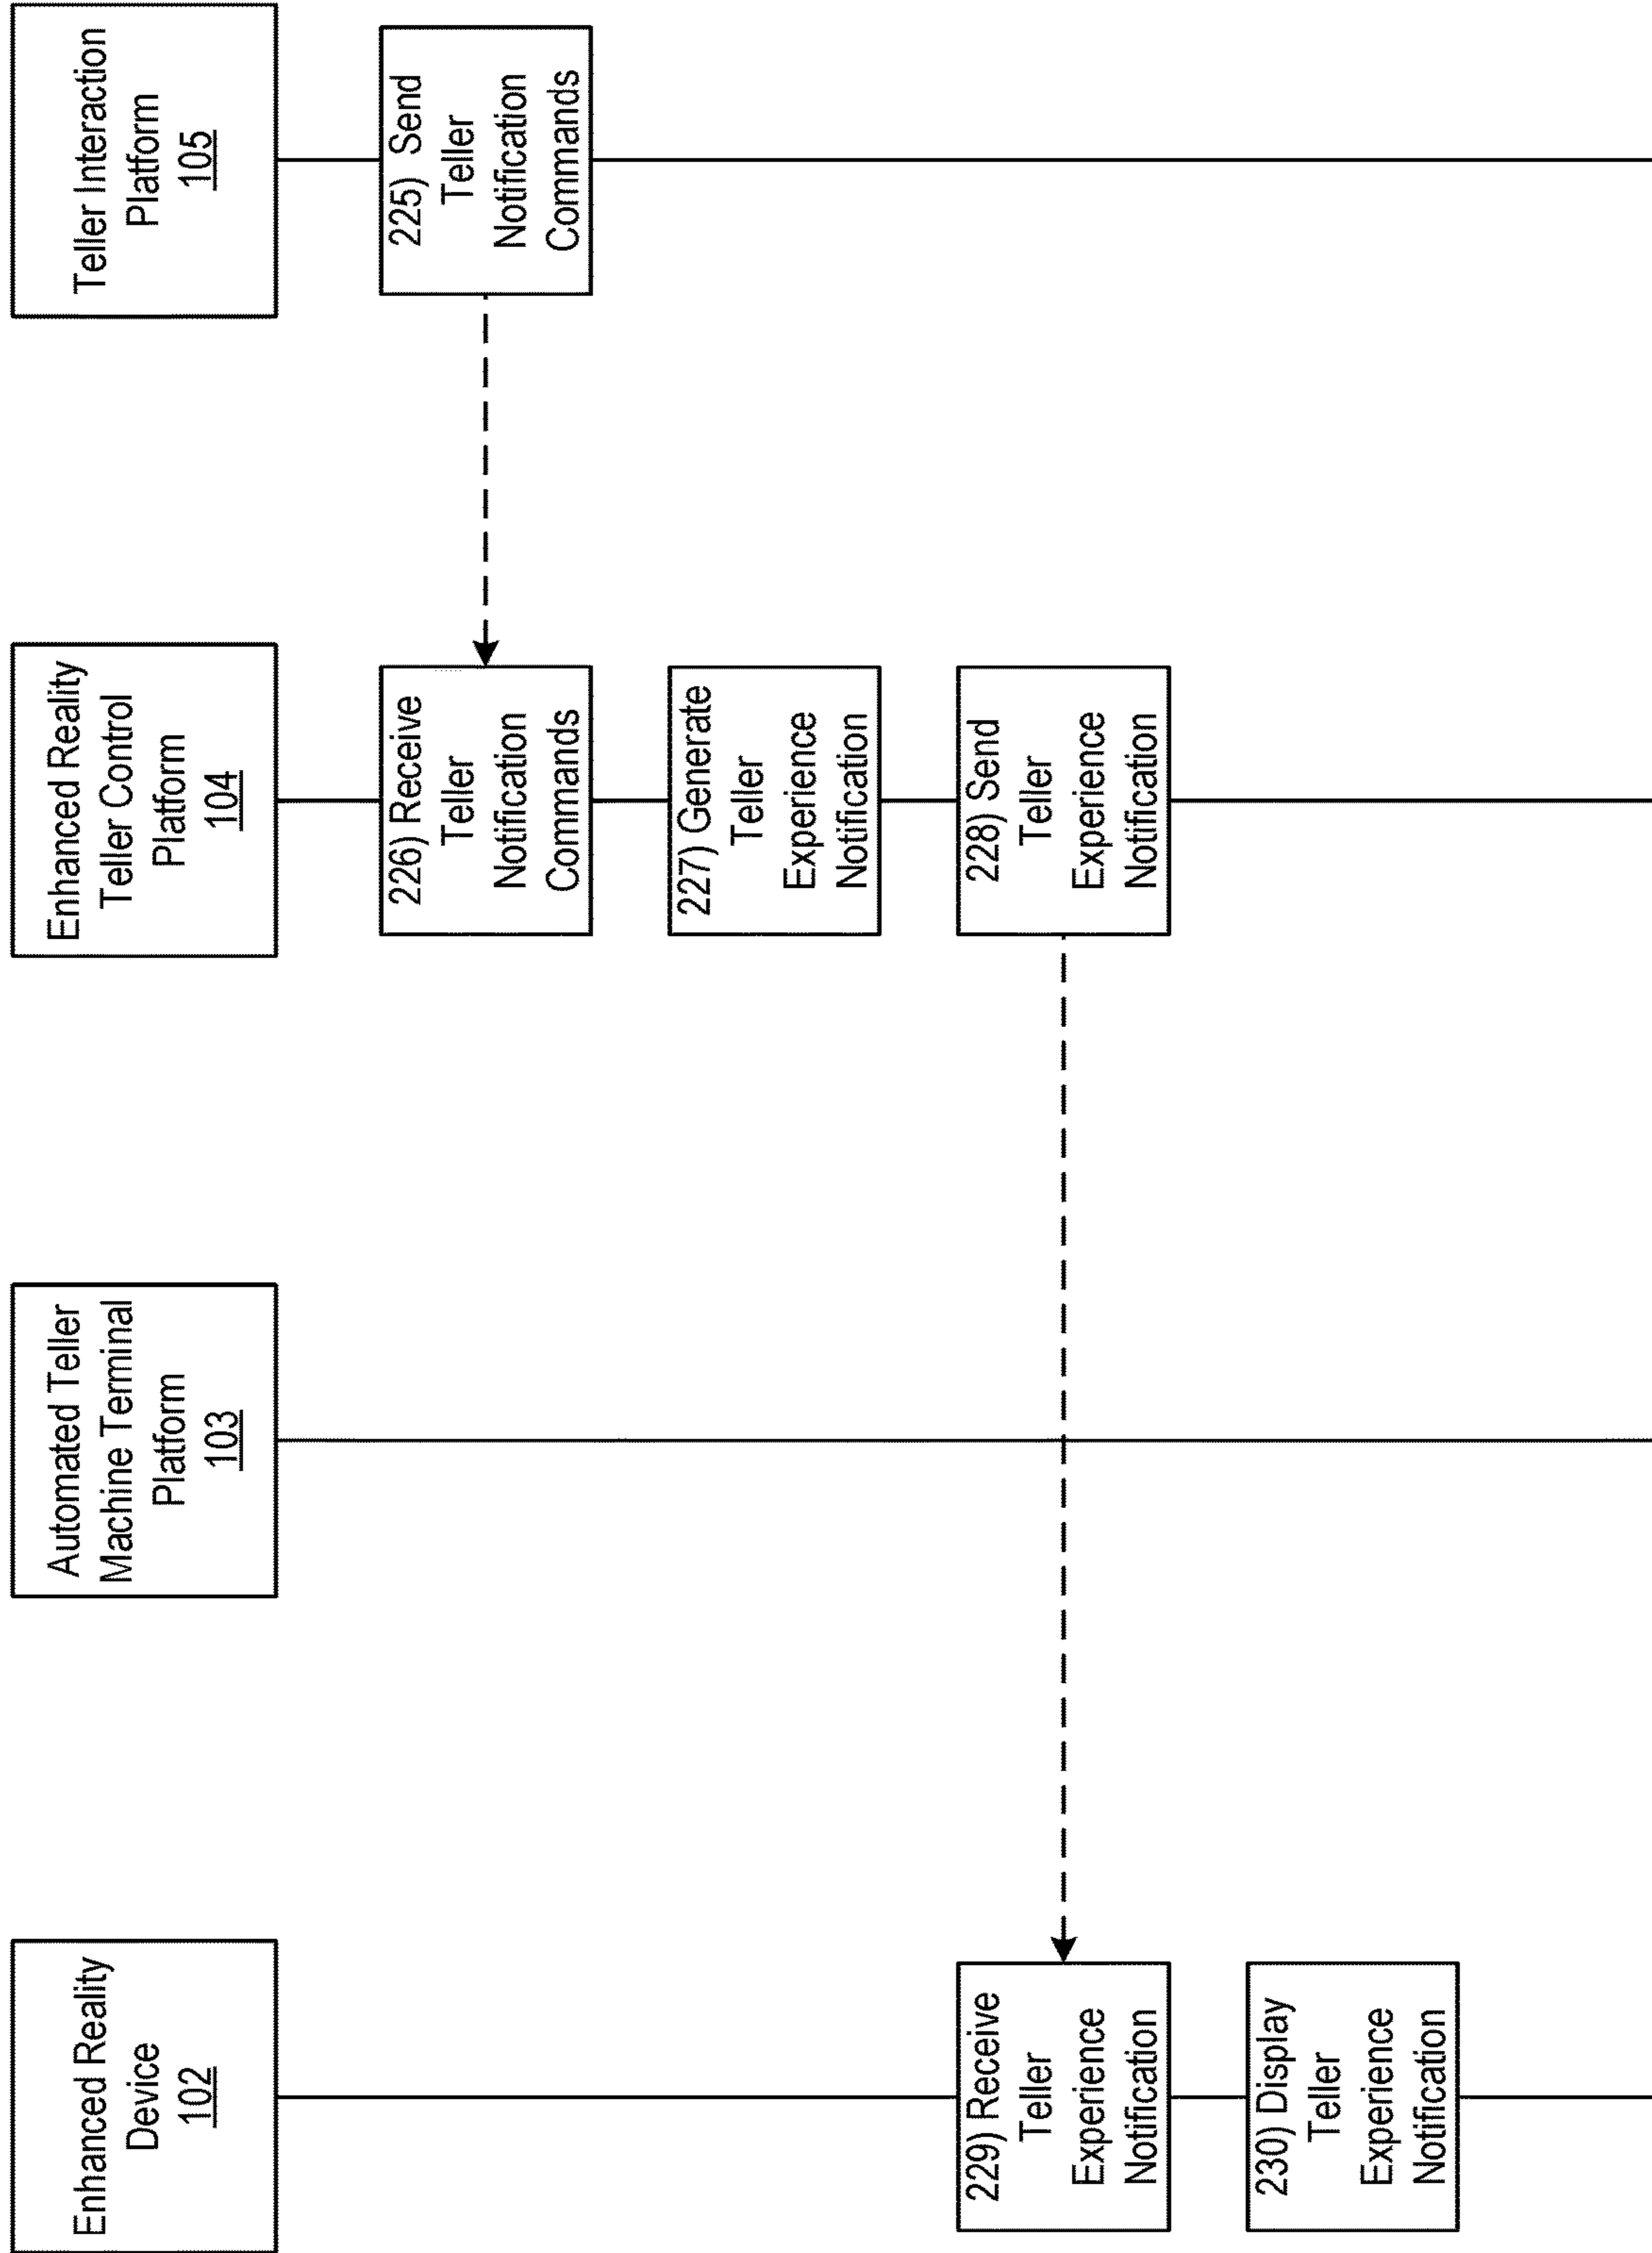 Enhanced Reality
Device
102
Automated Teller
Machine Terminal
Platform
103
Enhanced Reality
Teller Control
Platform
104
Teller Interaction
Platform
105
225) Send
Teller
Notification
Commands
226) Receive
Teller
Notification
Commands
227) Generate
Teller
Experience
Notification
228) Send
Teller
Experience
Notification
229) Receive
Teller
Experience
Notification
230) Display
Teller
Experience
Notification